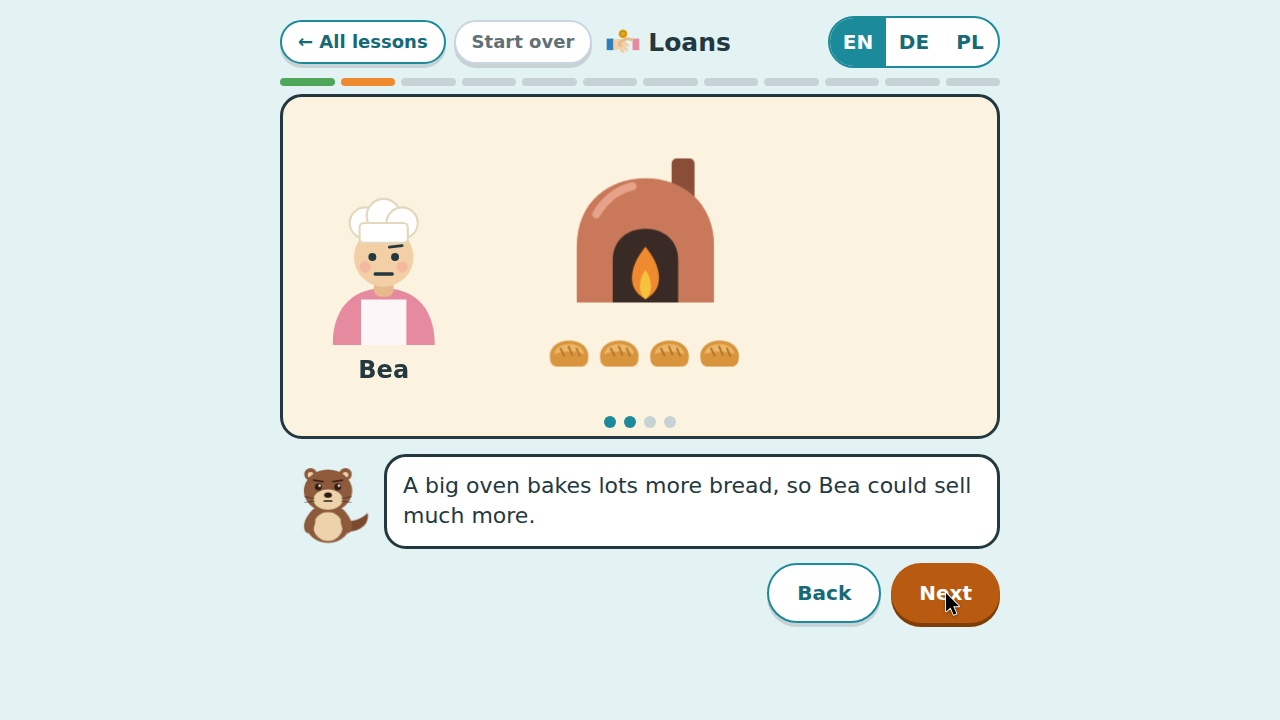 ← All lessons
Start over
Loans
EN DE PL
Bea
A big oven bakes lots more bread, so Bea could sell
much more.
Back
Next